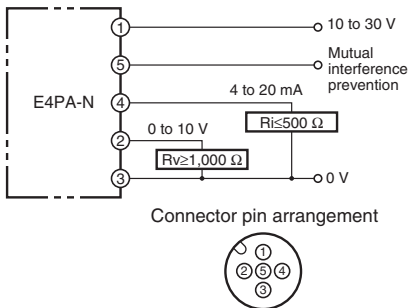 ① 10 to 30 V
⑤ Mutual
interference
prevention
E4PA-N
④ 4 to 20 mA
Ri≤500 Ω
② 0 to 10 V
Rv≥1,000 Ω
③ 0 V
Connector pin arrangement
①
② ⑤ ④
③